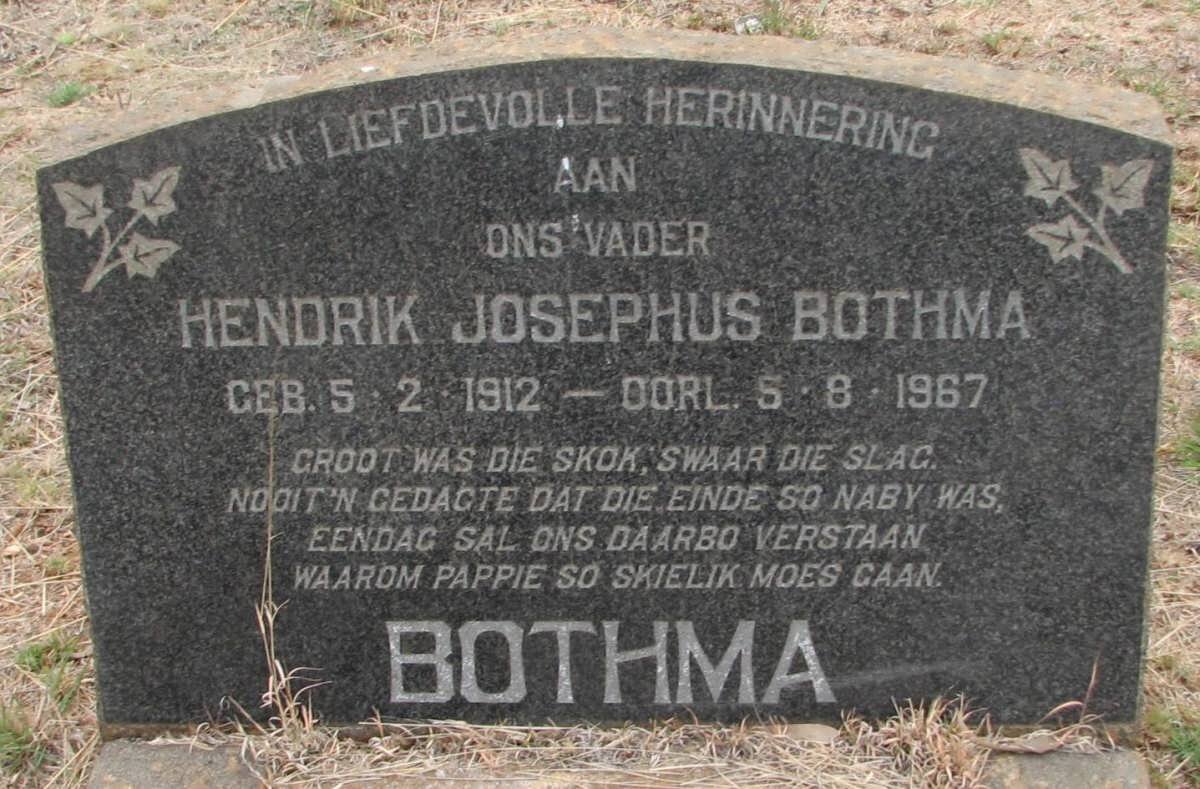 IN LIEFDEVOLLE HERINNERING
AAN
ONS VADER
HENDRIK JOSEPHUS BOTHMA
GEB. 5 · 2 · 1912 — OORL. 5 · 8 · 1967
GROOT WAS DIE SKOK, SWAAR DIE SLAG.
NOOIT 'N GEDAGTE DAT DIE EINDE SO NABY WAS,
EENDAG SAL ONS DAARBO VERSTAAN
WAAROM PAPPIE SO SKIELIK MOES GAAN.
BOTHMA